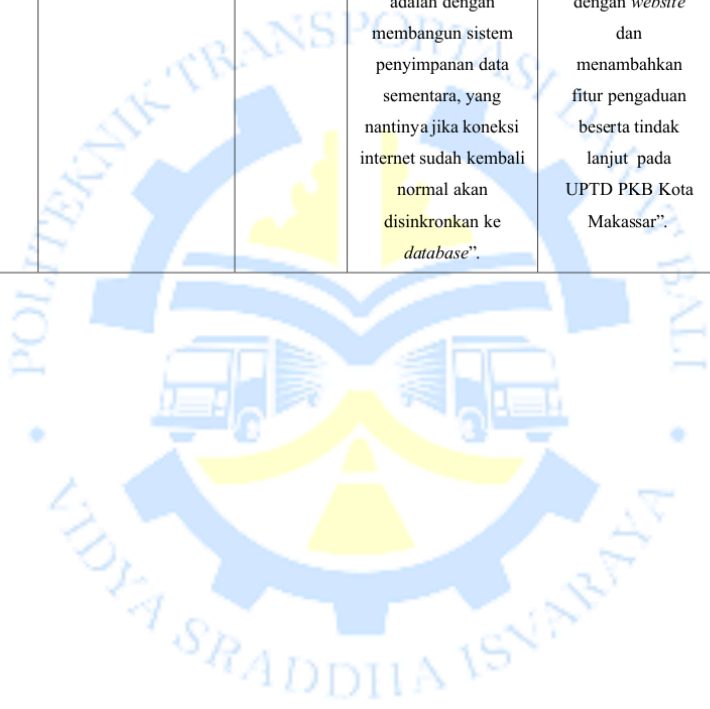 adalah dengan
membangun sistem
penyimpanan data
sementara, yang
nantinya jika koneksi
internet sudah kembali
normal akan
disinkronkan ke
database”.
dengan website
dan
menambahkan
fitur pengaduan
beserta tindak
lanjut pada
UPTD PKB Kota
Makassar”.
POLITEKNIK TRANSPORTASI DARAT BALI
VIDYA SRADDHA ISVARAYA